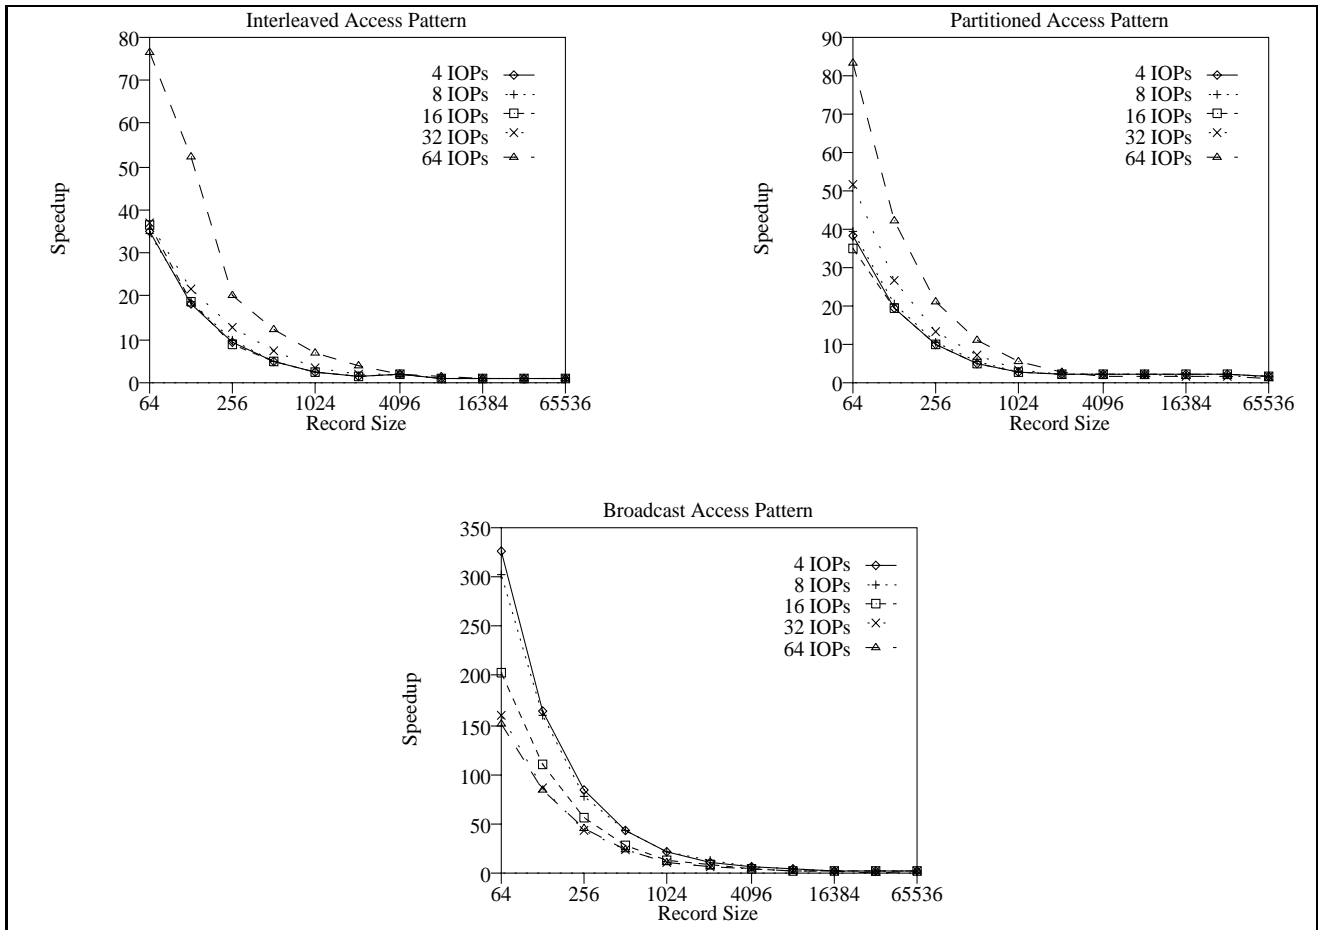 Interleaved Access Pattern
80
70
60
50
40
30
20
10
0
Speedup
4 IOPs
8 IOPs
16 IOPs
32 IOPs
64 IOPs
64 256 1024 4096 16384 65536
Record Size
Partitioned Access Pattern
90
80
70
60
50
40
30
20
10
0
Speedup
4 IOPs
8 IOPs
16 IOPs
32 IOPs
64 IOPs
64 256 1024 4096 16384 65536
Record Size
Broadcast Access Pattern
350
300
250
200
150
100
50
0
Speedup
4 IOPs
8 IOPs
16 IOPs
32 IOPs
64 IOPs
64 256 1024 4096 16384 65536
Record Size